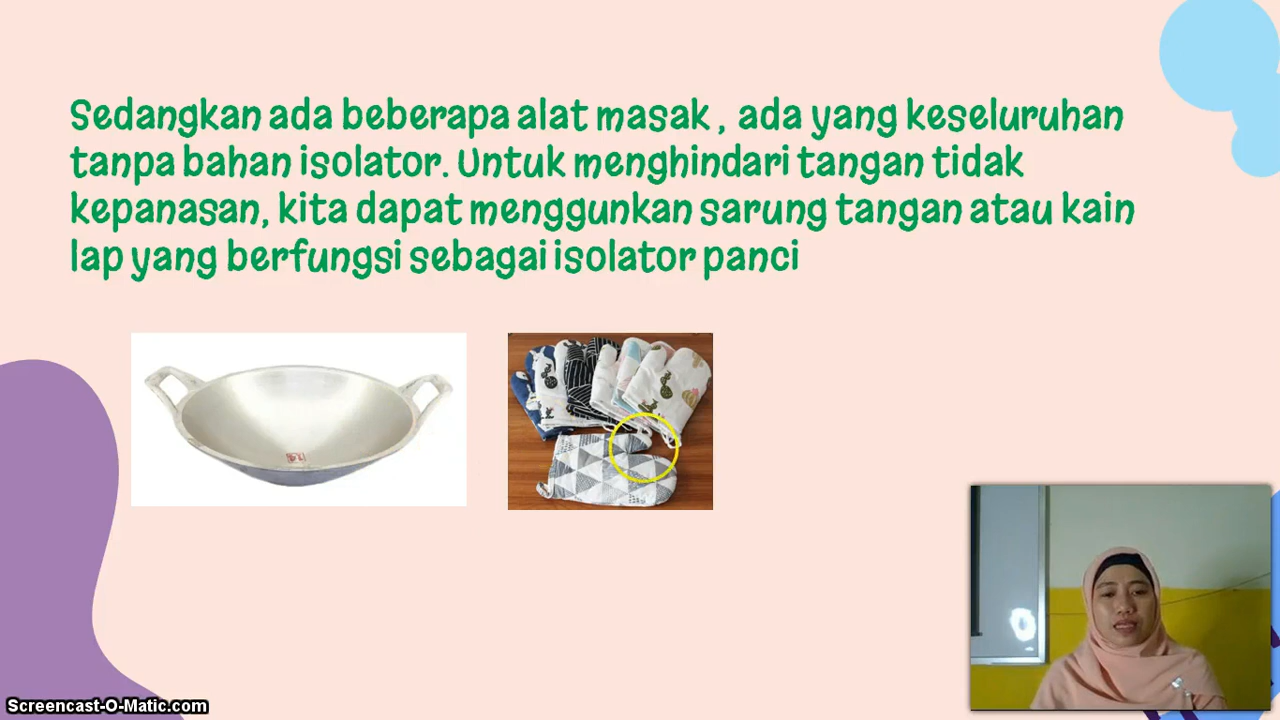 Sedangkan ada beberapa alat masak , ada yang keseluruhan
tanpa bahan isolator. Untuk menghindari tangan tidak
kepanasan, kita dapat menggunkan sarung tangan atau kain
lap yang berfungsi sebagai isolator panci
14
Screencast-O-Matic.com